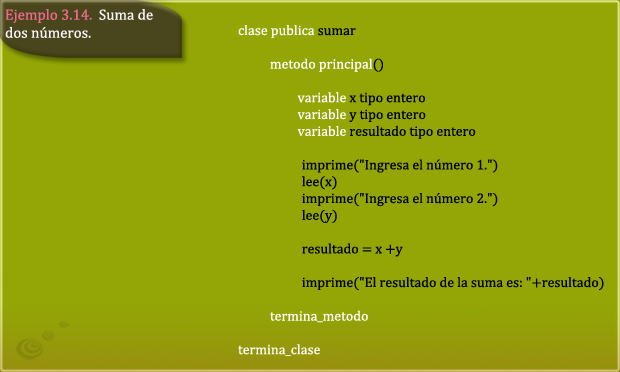 Ejemplo 3.14. Suma de
dos números.
clase publica sumar
metodo principal()
variable x tipo entero
variable y tipo entero
variable resultado tipo entero
imprime("Ingresa el número 1.")
lee(x)
imprime("Ingresa el número 2.")
lee(y)
resultado = x +y
imprime("El resultado de la suma es: "+resultado)
termina_metodo
termina_clase